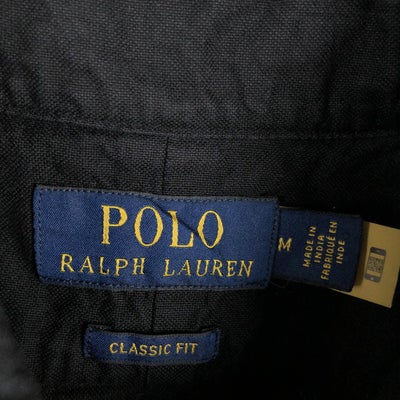 POLO
RALPH LAUREN
M
MADE IN
INDIA
FABRIQUÉ EN
INDE
CLASSIC FIT